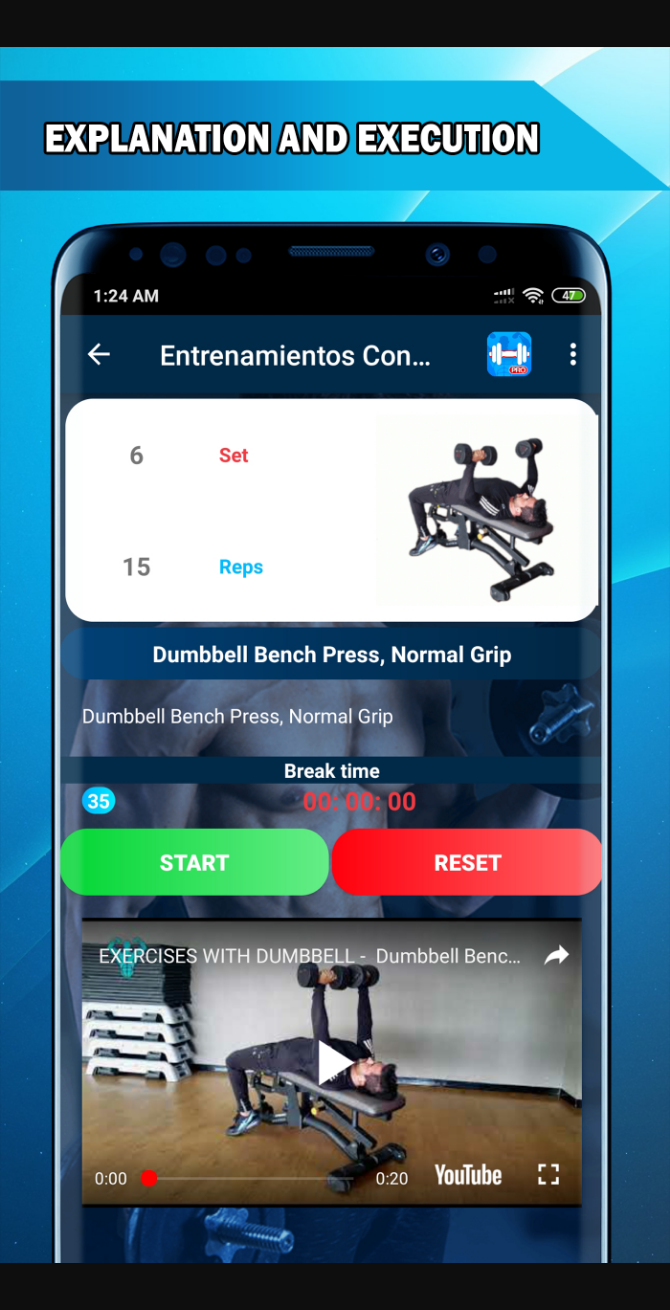 EXPLANATION AND EXECUTION
1:24 AM
47
Entrenamientos Con...
PRO
6 Set
15 Reps
Dumbbell Bench Press, Normal Grip
Dumbbell Bench Press, Normal Grip
Break time
35 00: 00: 00
START RESET
EXERCISES WITH DUMBBELL - Dumbbell Benc...
0:00 0:20 YouTube